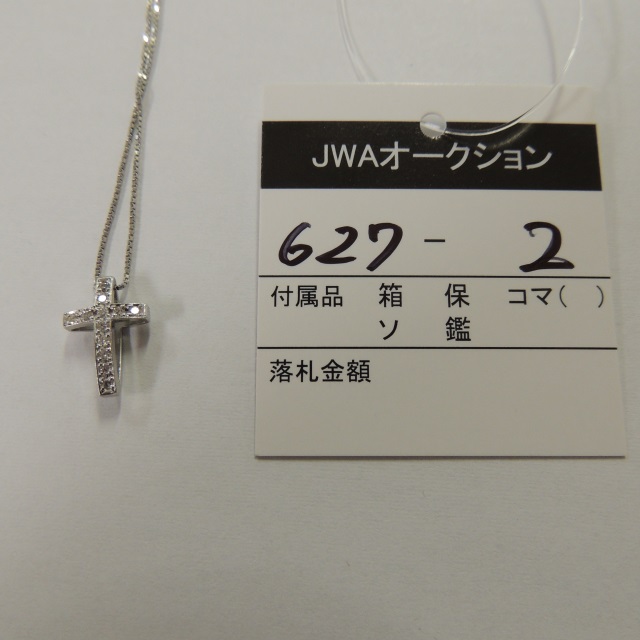 JWAオークション
627-2
付属品 箱 保 コマ( )
ソ 鑑
落札金額